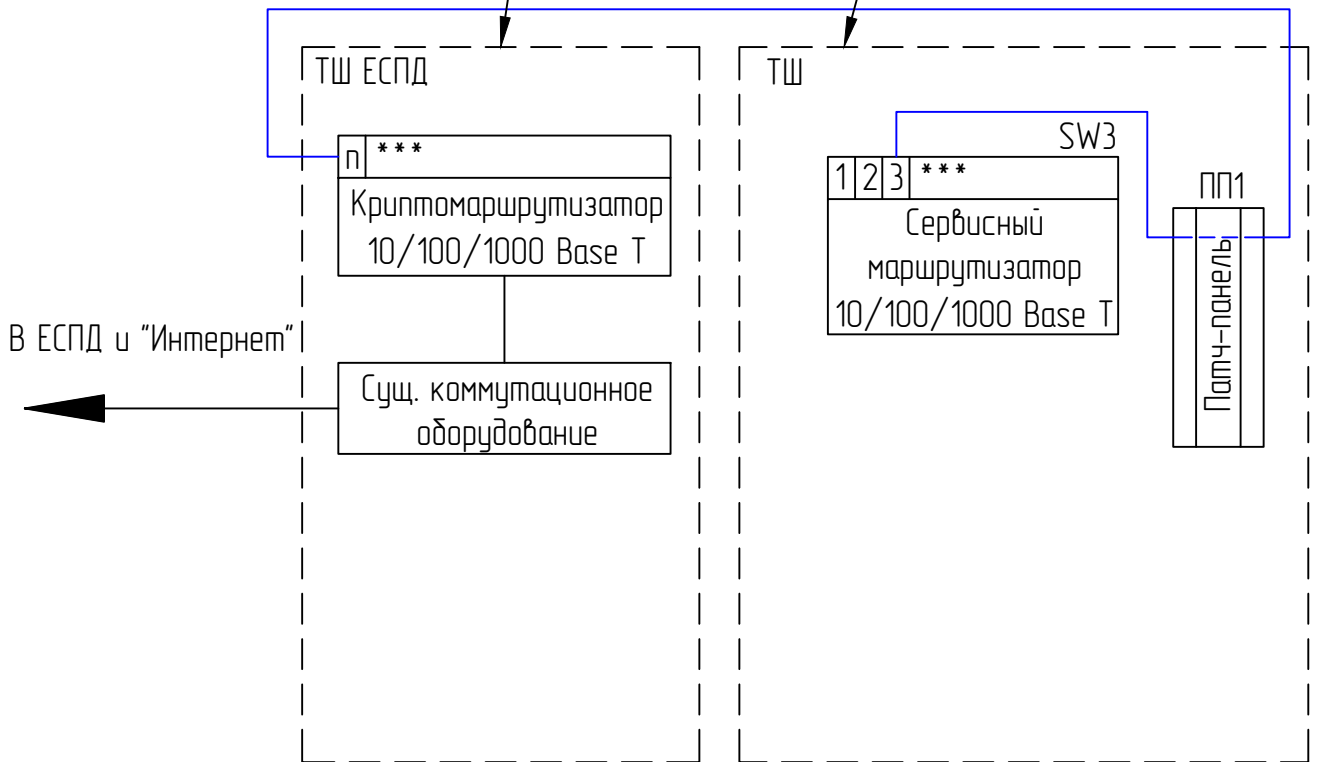 ТШ ЕСПД
ТШ
n ***
Криптомаршрутизатор
10/100/1000 Base T
SW3
1 2 3 ***
Сервисный
маршрутизатор
10/100/1000 Base T
ПП1
Патч-панель
В ЕСПД и "Интернет"
Сущ. коммутационное
оборудование